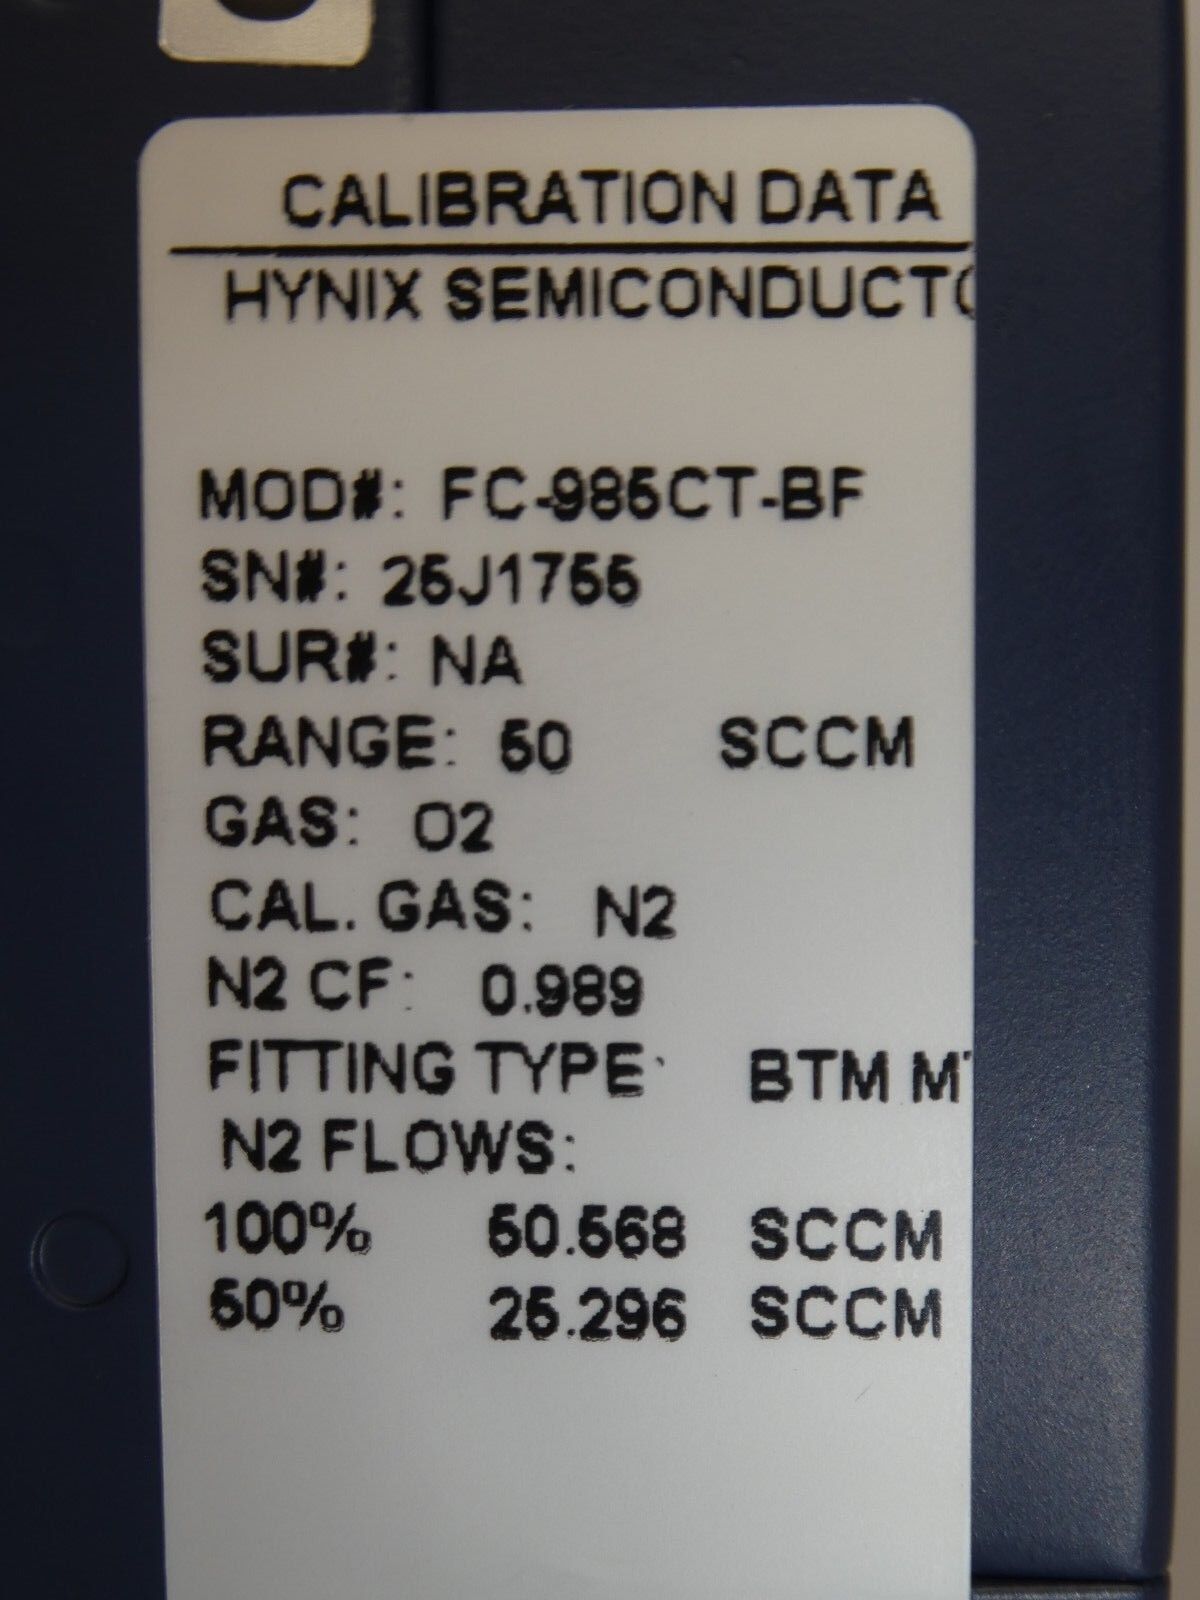 CALIBRATION DATA
HYNIX SEMICONDUCTO
MOD#: FC-985CT-BF
SN#: 25J1755
SUR#: NA
RANGE: 50 SCCM
GAS: O2
CAL. GAS: N2
N2 CF: 0.989
FITTING TYPE: BTM MT
N2 FLOWS:
100% 50.568 SCCM
50% 25.296 SCCM